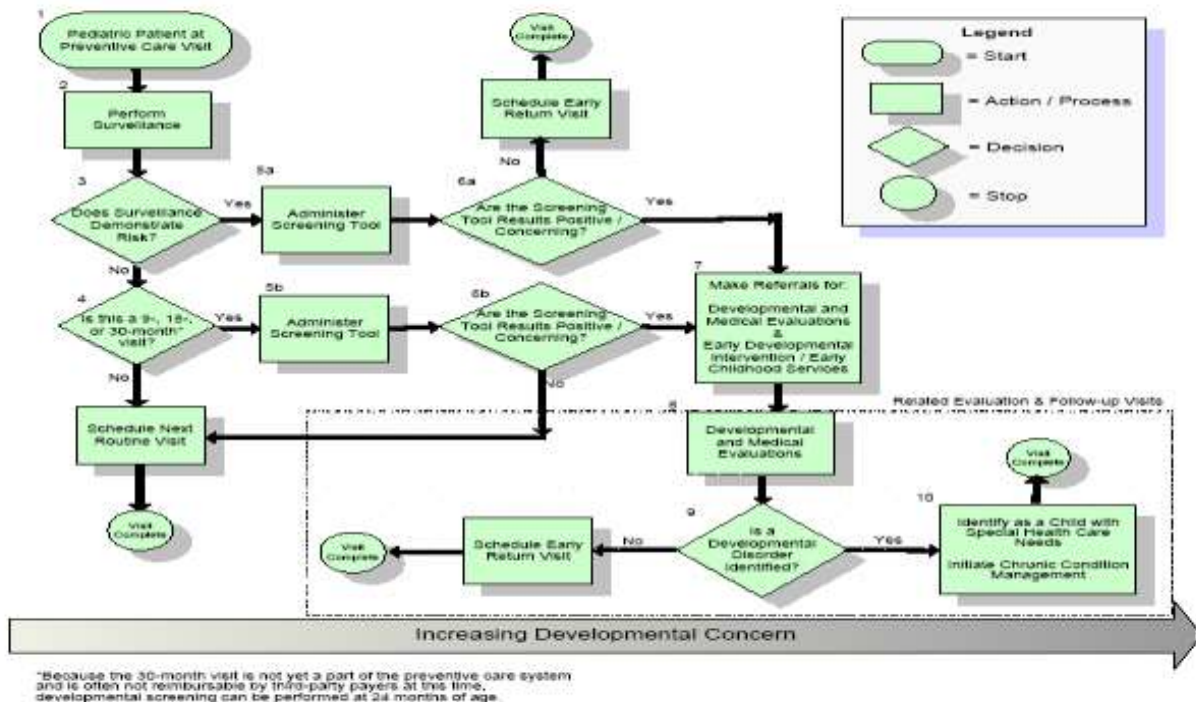 1
Pediatric Patient at
Preventive Care Visit
2
Perform
Surveillance
3
Does Surveillance
Demonstrate
Risk?
Yes
No
5a
Administer
Screening Tool
6a
Are the Screening
Tool Results Positive /
Concerning?
No
Yes
Schedule Early
Return Visit
Visit
Complete
4
Is this a 9-, 18-,
or 30-month*
visit?
Yes
No
5b
Administer
Screening Tool
6b
Are the Screening
Tool Results Positive /
Concerning?
Yes
No
7
Make Referrals for:
Developmental and
Medical Evaluations
&
Early Developmental
Intervention / Early
Childhood Services
Schedule Next
Routine Visit
Visit
Complete
Related Evaluation & Follow-up Visits
8
Developmental
and Medical
Evaluations
9
Is a
Developmental
Disorder
Identified?
No
Yes
Schedule Early
Return Visit
Visit
Complete
10
Identify as a Child with
Special Health Care
Needs
Initiate Chronic Condition
Management
Visit
Complete
Legend
= Start
= Action / Process
= Decision
= Stop
Increasing Developmental Concern
*Because the 30-month visit is not yet a part of the preventive care system
and is often not reimbursable by third-party payers at this time,
developmental screening can be performed at 24 months of age.